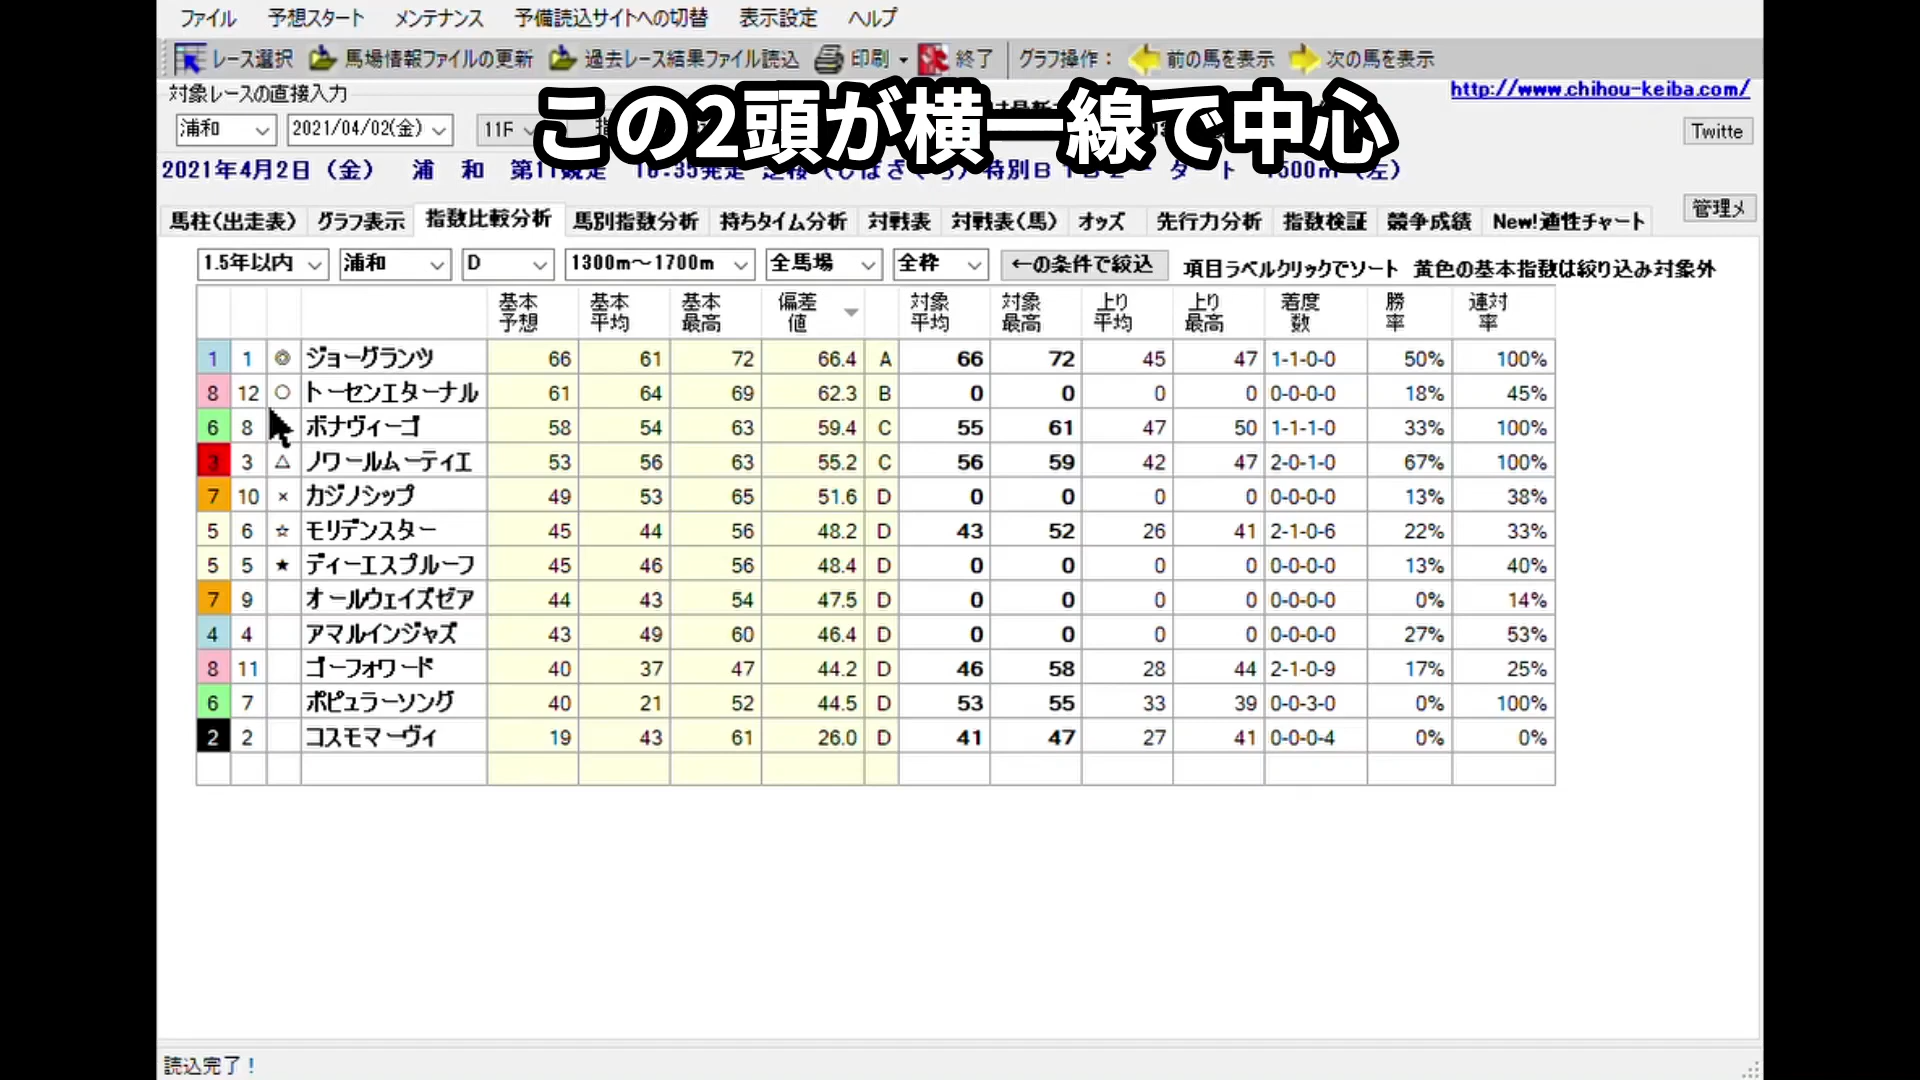 ファイル 予想スタート メンテナンス 予備読込サイトへの切替 表示設定 ヘルプ
レース選択 馬場情報ファイルの更新 過去レース結果ファイル読込 印刷 終了 グラフ操作： 前の馬を表示 次の馬を表示
対象レースの直接入力 http://www.chihou-keiba.com/
浦和 2021/04/02(金) 11R Twitte
この2頭が横一線で中心
2021年4月2日（金） 浦 和 第11競走 特別B 1500m（左）
管理メ
馬柱(出走表) グラフ表示 指数比較分析 馬別指数分析 持ちタイム分析 対戦表 対戦表(馬) オッズ 先行力分析 指数検証 競争成績 New!適性チャート
1.5年以内 浦和 D 1300m～1700m 全馬場 全枠 ←の条件で絞込 項目ラベルクリックでソート 黄色の基本指数は絞り込み対象外
基本予想 基本平均 基本最高 偏差値 対象平均 対象最高 上り平均 上り最高 着度数 勝率 連対率
1 1 ◎ ジョーグランツ 66 61 72 66.4 A 66 72 45 47 1-1-0-0 50% 100%
8 12 ○ トーセンエターナル 61 64 69 62.3 B 0 0 0 0 0-0-0-0 18% 45%
6 8 ボナヴィーゴ 58 54 63 59.4 C 55 61 47 50 1-1-1-0 33% 100%
3 3 △ ノワールムーティエ 53 56 63 55.2 C 56 59 42 47 2-0-1-0 67% 100%
7 10 × カジノシップ 49 53 65 51.6 D 0 0 0 0 0-0-0-0 13% 38%
5 6 ☆ モリデンスター 45 44 56 48.2 D 43 52 26 41 2-1-0-6 22% 33%
5 5 ★ ディーエスプルーフ 45 46 56 48.4 D 0 0 0 0 0-0-0-0 13% 40%
7 9 オールウェイズゼア 44 43 54 47.5 D 0 0 0 0 0-0-0-0 0% 14%
4 4 アマルインジャズ 43 49 60 46.4 D 0 0 0 0 0-0-0-0 27% 53%
8 11 ゴーフォワード 40 37 47 44.2 D 46 58 28 44 2-1-0-9 17% 25%
6 7 ポピュラーソング 40 21 52 44.5 D 53 55 33 39 0-0-3-0 0% 100%
2 2 コスモマーヴィ 19 43 61 26.0 D 41 47 27 41 0-0-0-4 0% 0%
読込完了！